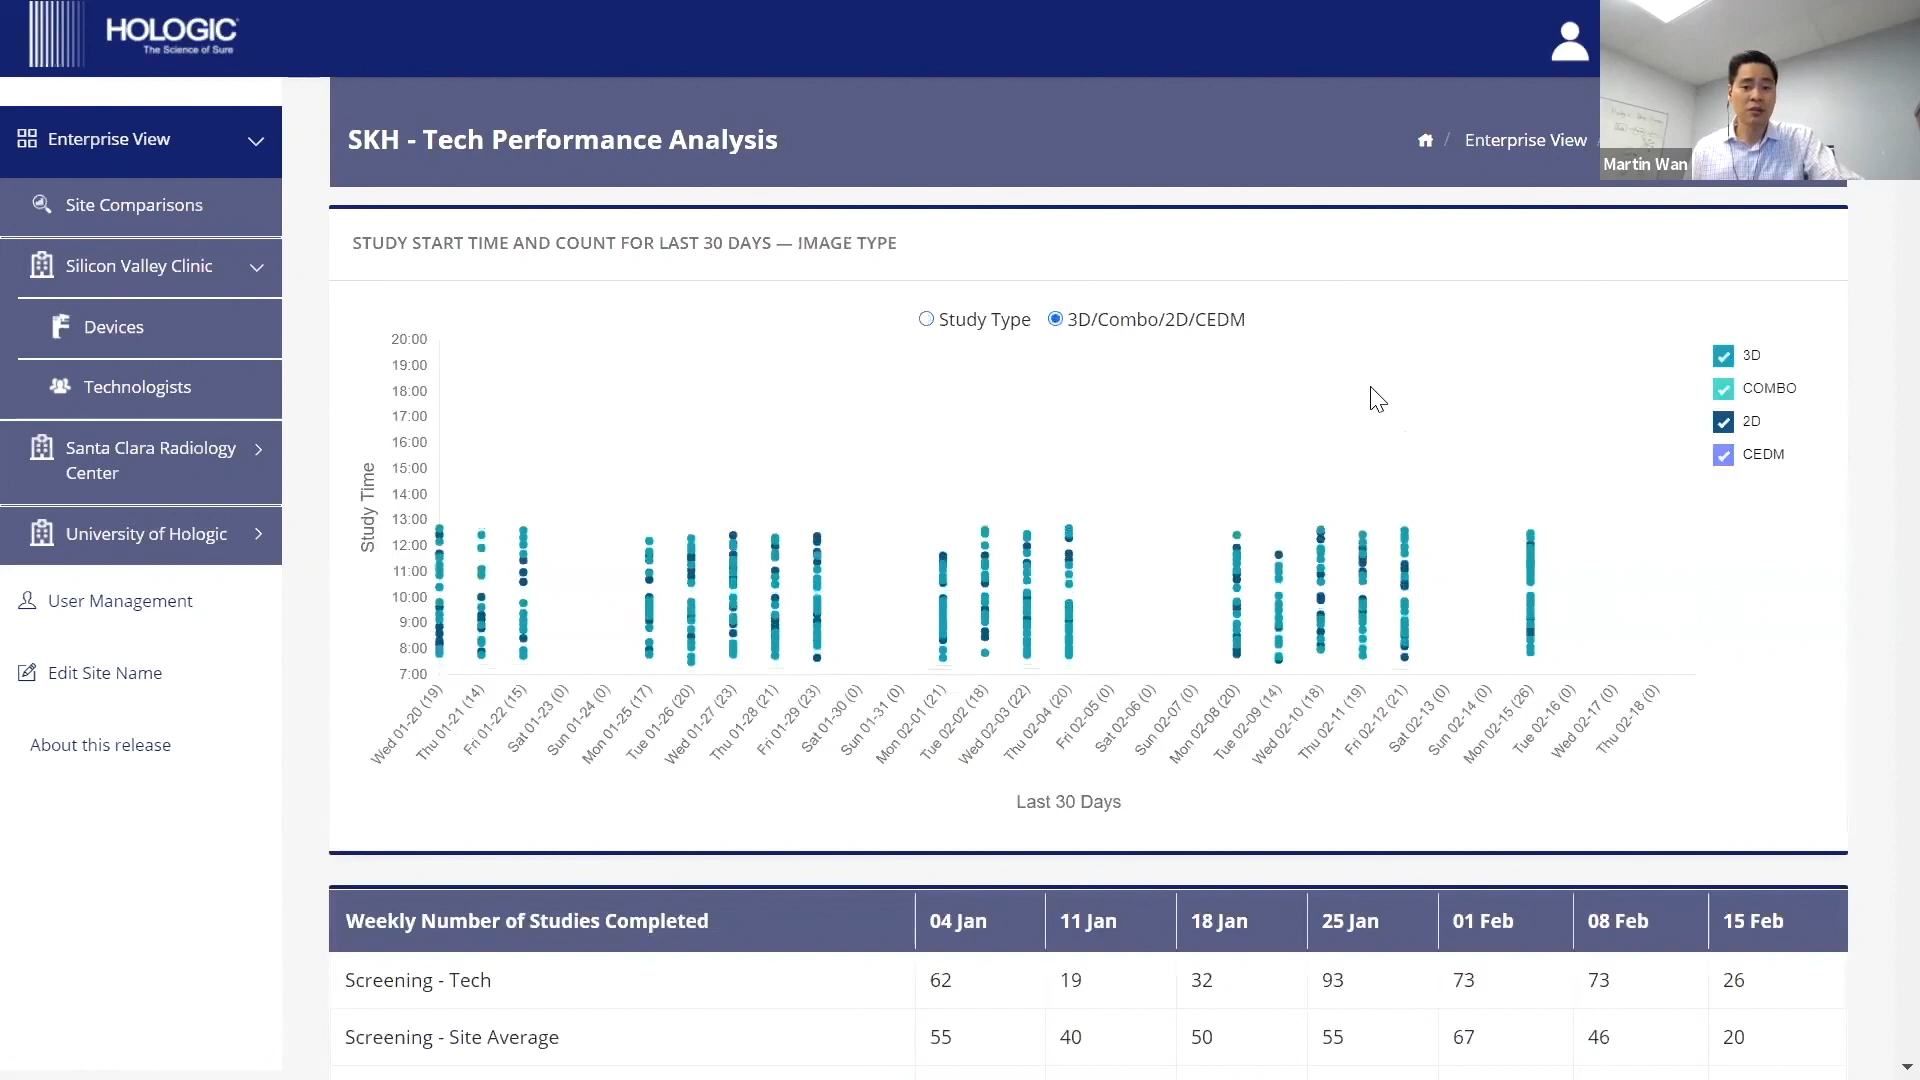 HOLOGIC
The Science of Sure
Enterprise View
Site Comparisons
Silicon Valley Clinic
Devices
Technologists
Santa Clara Radiology
Center
University of Hologic
User Management
Edit Site Name
About this release
SKH - Tech Performance Analysis
/ Enterprise View
Martin Wan
STUDY START TIME AND COUNT FOR LAST 30 DAYS — IMAGE TYPE
Study Type 3D/Combo/2D/CEDM
3D
COMBO
2D
CEDM
Study Time
20:00
19:00
18:00
17:00
16:00
15:00
14:00
13:00
12:00
11:00
10:00
9:00
8:00
7:00
Wed 01-20 (19)
Thu 01-21 (14)
Fri 01-22 (15)
Sat 01-23 (0)
Sun 01-24 (0)
Mon 01-25 (17)
Tue 01-26 (20)
Wed 01-27 (23)
Thu 01-28 (21)
Fri 01-29 (23)
Sat 01-30 (0)
Sun 01-31 (0)
Mon 02-01 (21)
Tue 02-02 (18)
Wed 02-03 (22)
Thu 02-04 (20)
Fri 02-05 (0)
Sat 02-06 (0)
Sun 02-07 (0)
Mon 02-08 (20)
Tue 02-09 (14)
Wed 02-10 (18)
Thu 02-11 (19)
Fri 02-12 (21)
Sat 02-13 (0)
Sun 02-14 (0)
Mon 02-15 (26)
Tue 02-16 (0)
Wed 02-17 (0)
Thu 02-18 (0)
Last 30 Days
Weekly Number of Studies Completed 04 Jan 11 Jan 18 Jan 25 Jan 01 Feb 08 Feb 15 Feb
Screening - Tech 62 19 32 93 73 73 26
Screening - Site Average 55 40 50 55 67 46 20